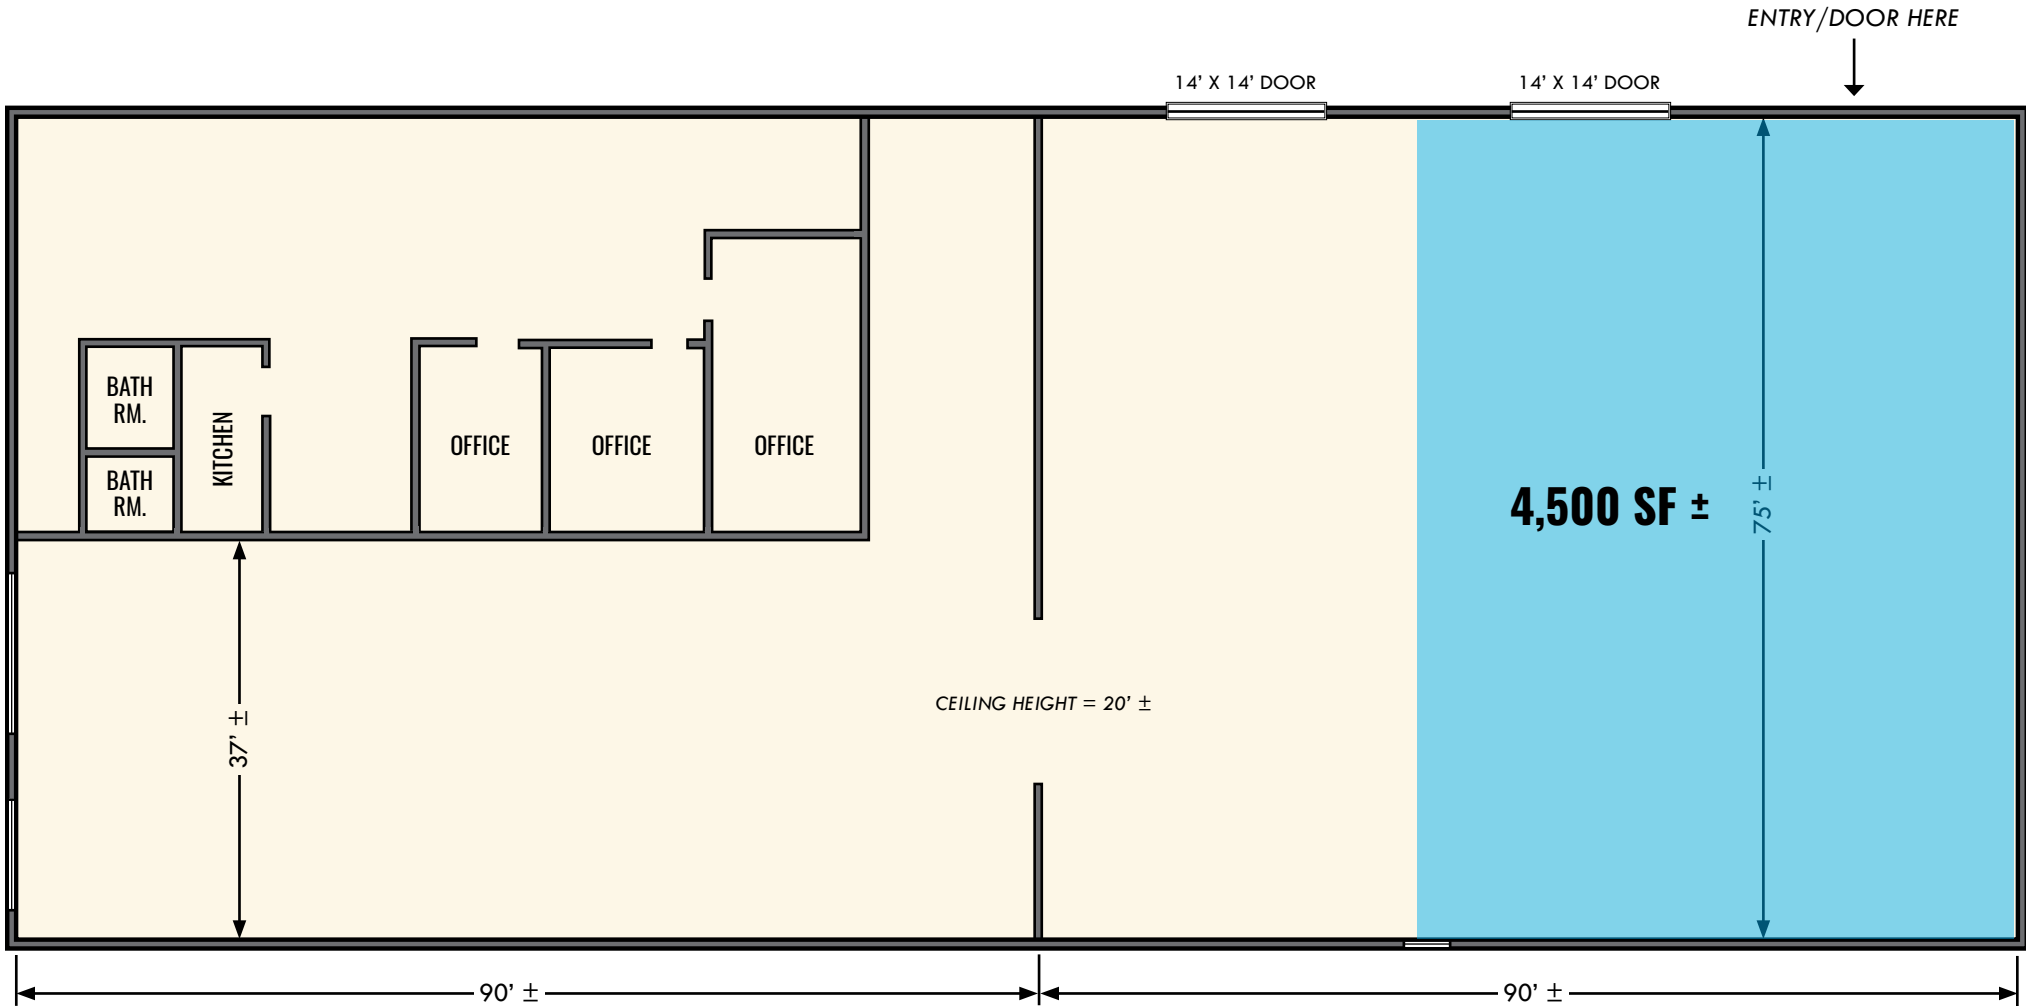 ENTRY/DOOR HERE
14’ X 14’ DOOR
14’ X 14’ DOOR
BATH
RM.
KITCHEN
BATH
RM.
OFFICE
OFFICE
OFFICE
4,500 SF ±
75’ ±
CEILING HEIGHT = 20’ ±
37’ ±
90’ ±
90’ ±